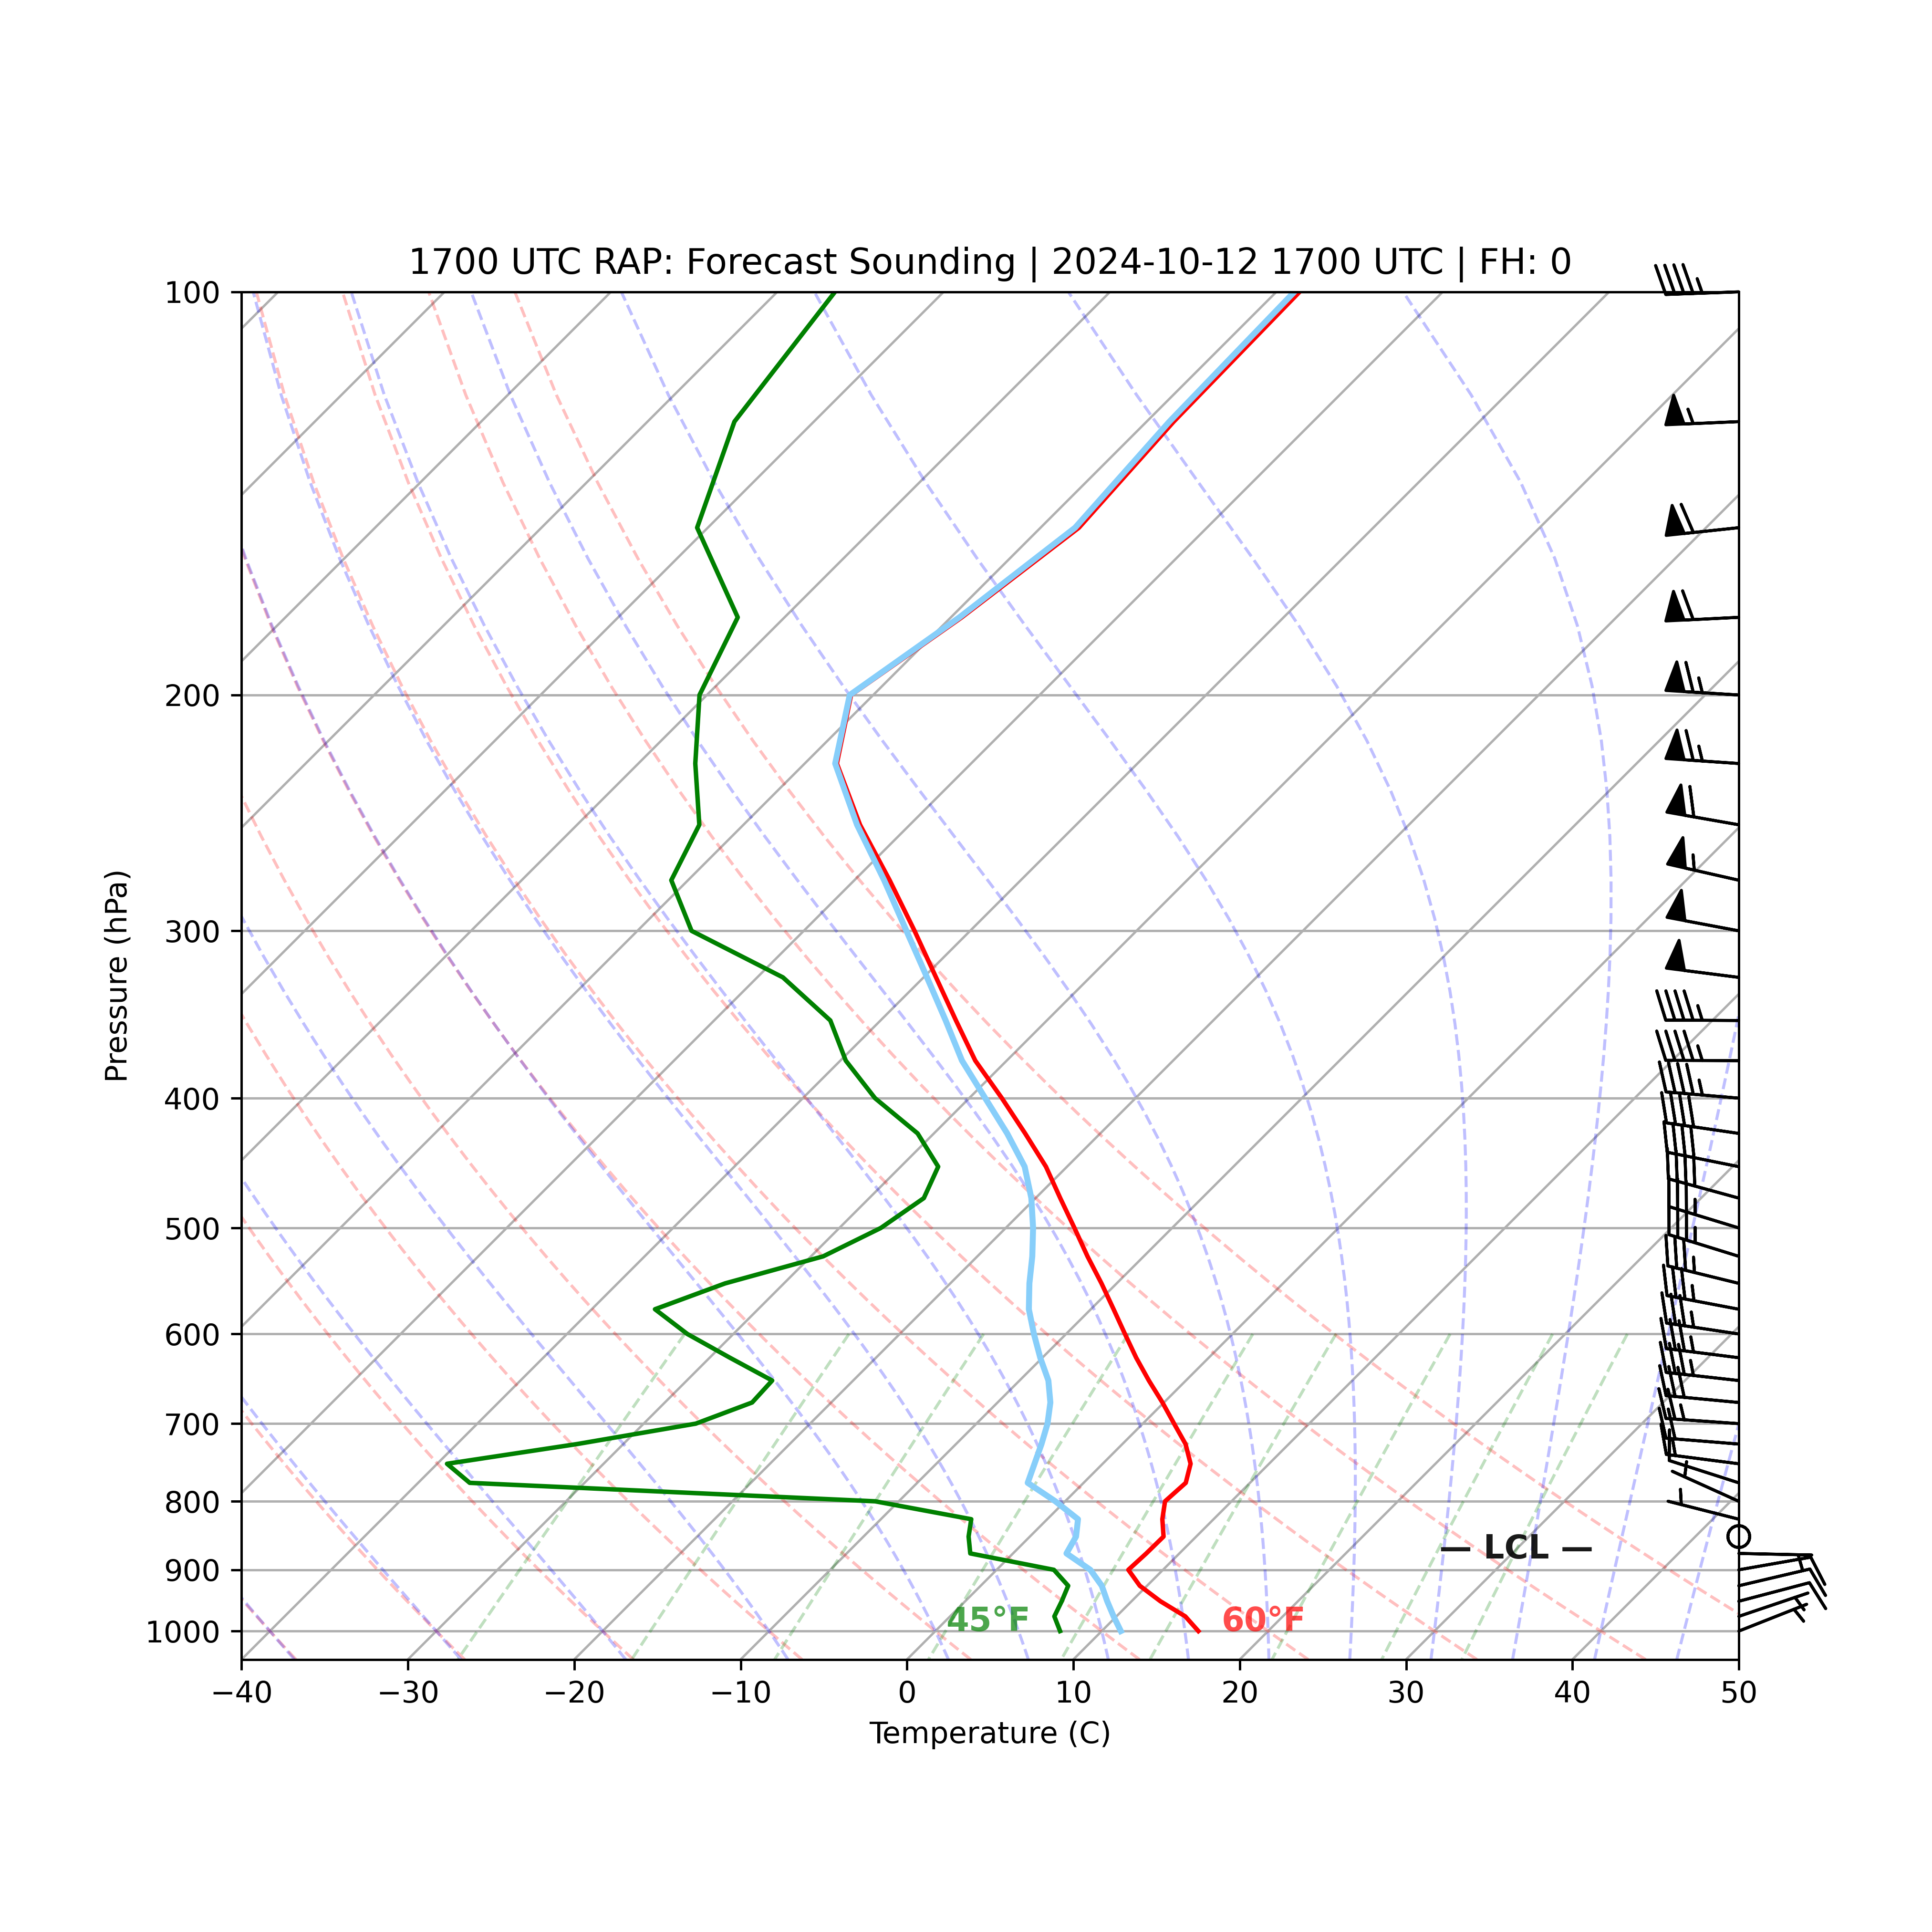 1700 UTC RAP: Forecast Sounding | 2024-10-12 1700 UTC | FH: 0
100
200
300
400
500
600
700
800
900
1000
Pressure (hPa)
— LCL —
45°F
60°F
−40 −30 −20 −10 0 10 20 30 40 50
Temperature (C)